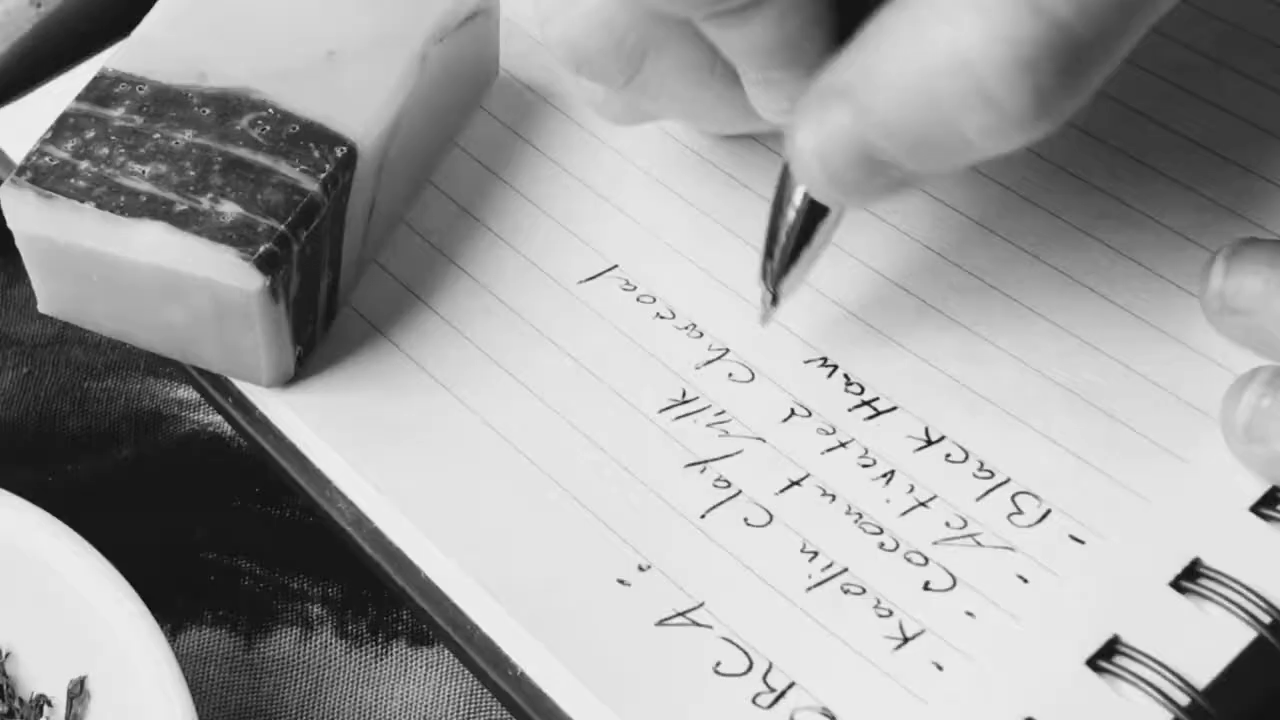 ORCA":
- Kaolin Clay
- Coconut Milk
- Activated Charcoal
- Black Haw